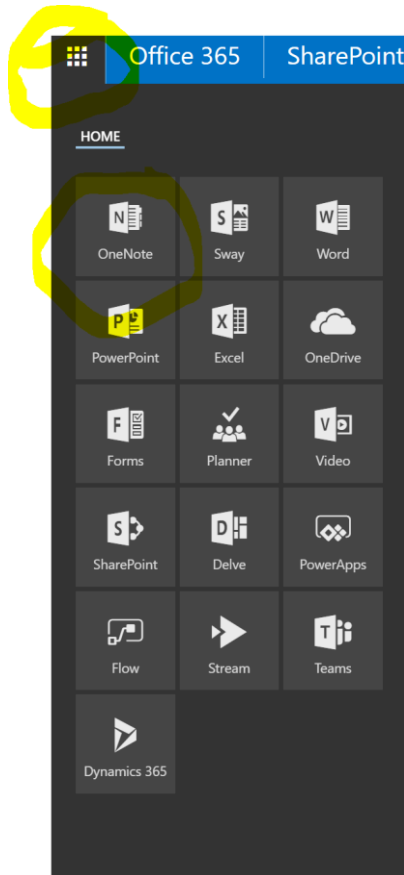 Office 365 SharePoint
HOME
OneNote Sway Word
PowerPoint Excel OneDrive
Forms Planner Video
SharePoint Delve PowerApps
Flow Stream Teams
Dynamics 365